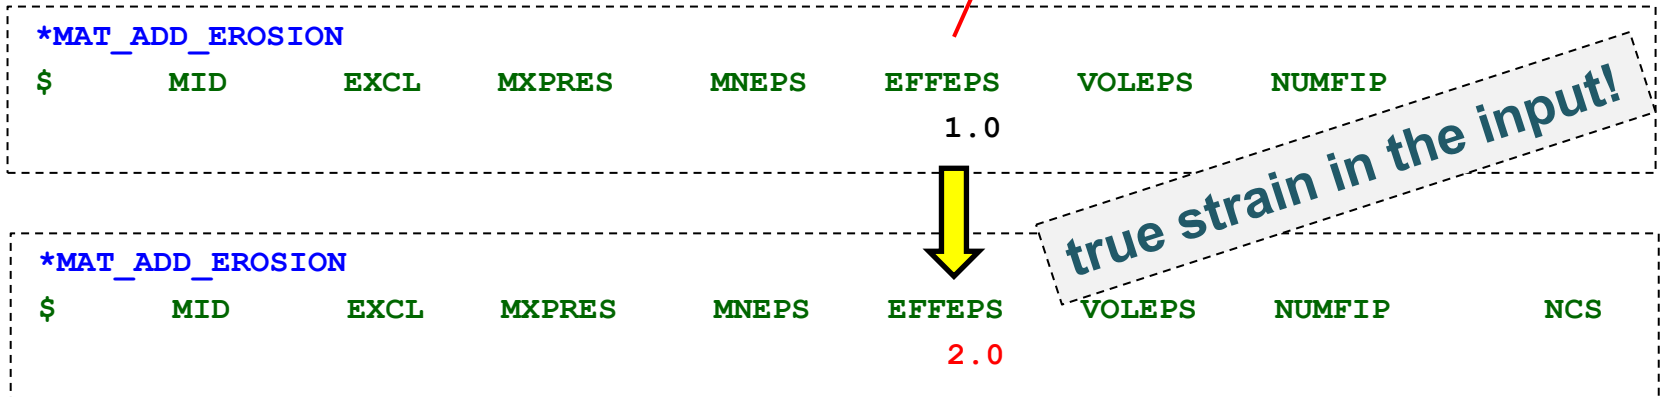 *MAT_ADD_EROSION
$ MID EXCL MXPRES MNEPS EFFEPS VOLEPS NUMFIP
1.0
true strain in the input!
*MAT_ADD_EROSION
$ MID EXCL MXPRES MNEPS EFFEPS VOLEPS NUMFIP NCS
2.0